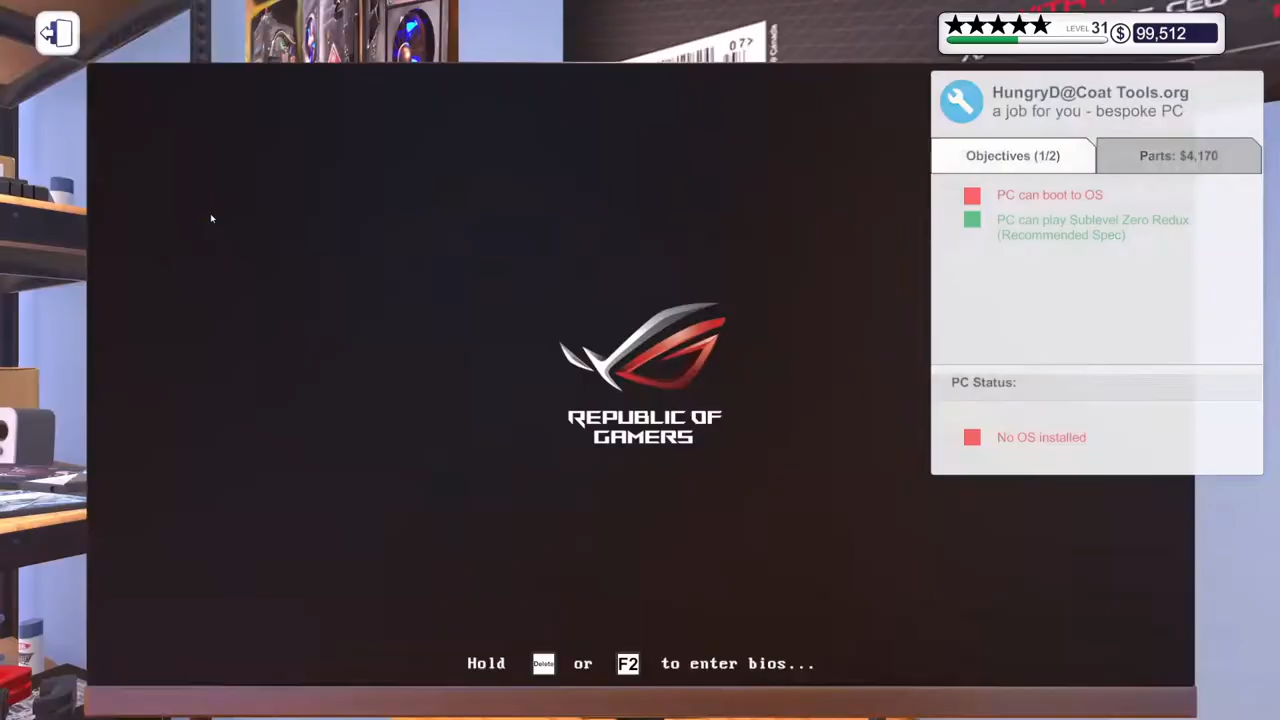 LEVEL 31
$ 99,512
07>
HungryD@Coat Tools.org
a job for you - bespoke PC
Objectives (1/2)
Parts: $4,170
PC can boot to OS
PC can play Sublevel Zero Redux
(Recommended Spec)
PC Status:
No OS installed
REPUBLIC OF
GAMERS
Hold Delete or F2 to enter bios...